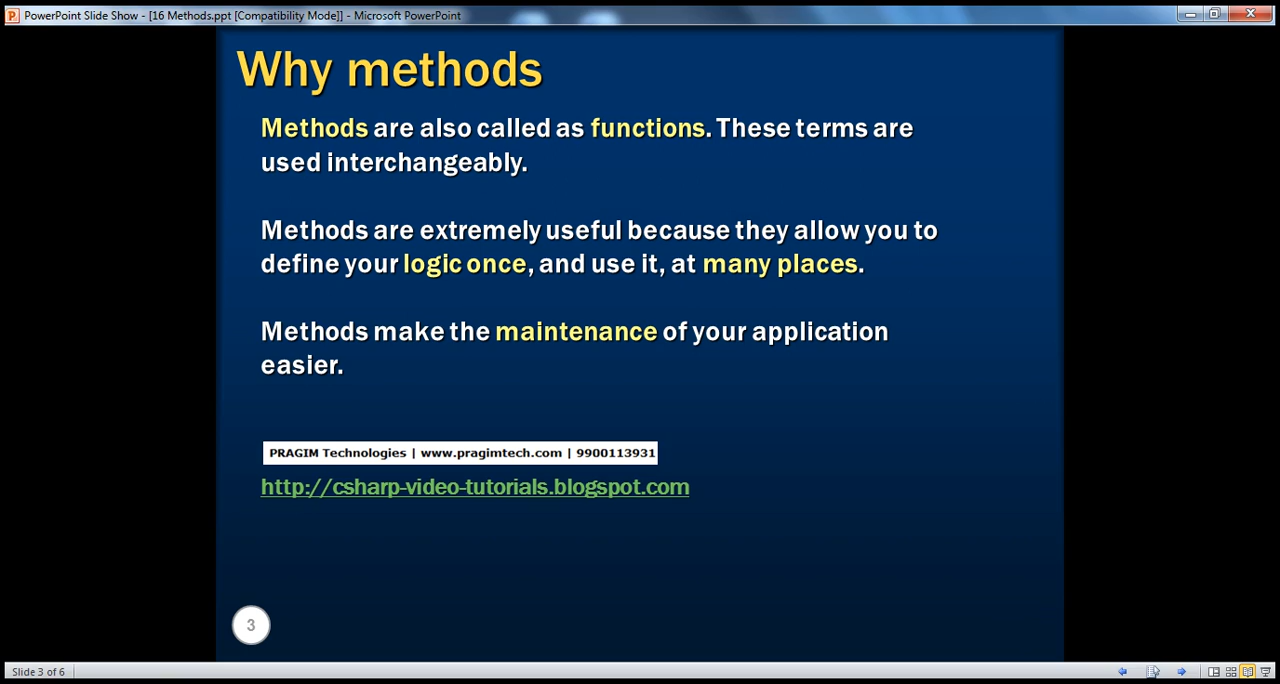 PowerPoint Slide Show - [16 Methods.ppt [Compatibility Mode]] - Microsoft PowerPoint
Why methods
Methods are also called as functions. These terms are
used interchangeably.
Methods are extremely useful because they allow you to
define your logic once, and use it, at many places.
Methods make the maintenance of your application
easier.
PRAGIM Technologies | www.pragimtech.com | 9900113931
http://csharp-video-tutorials.blogspot.com
3
Slide 3 of 6